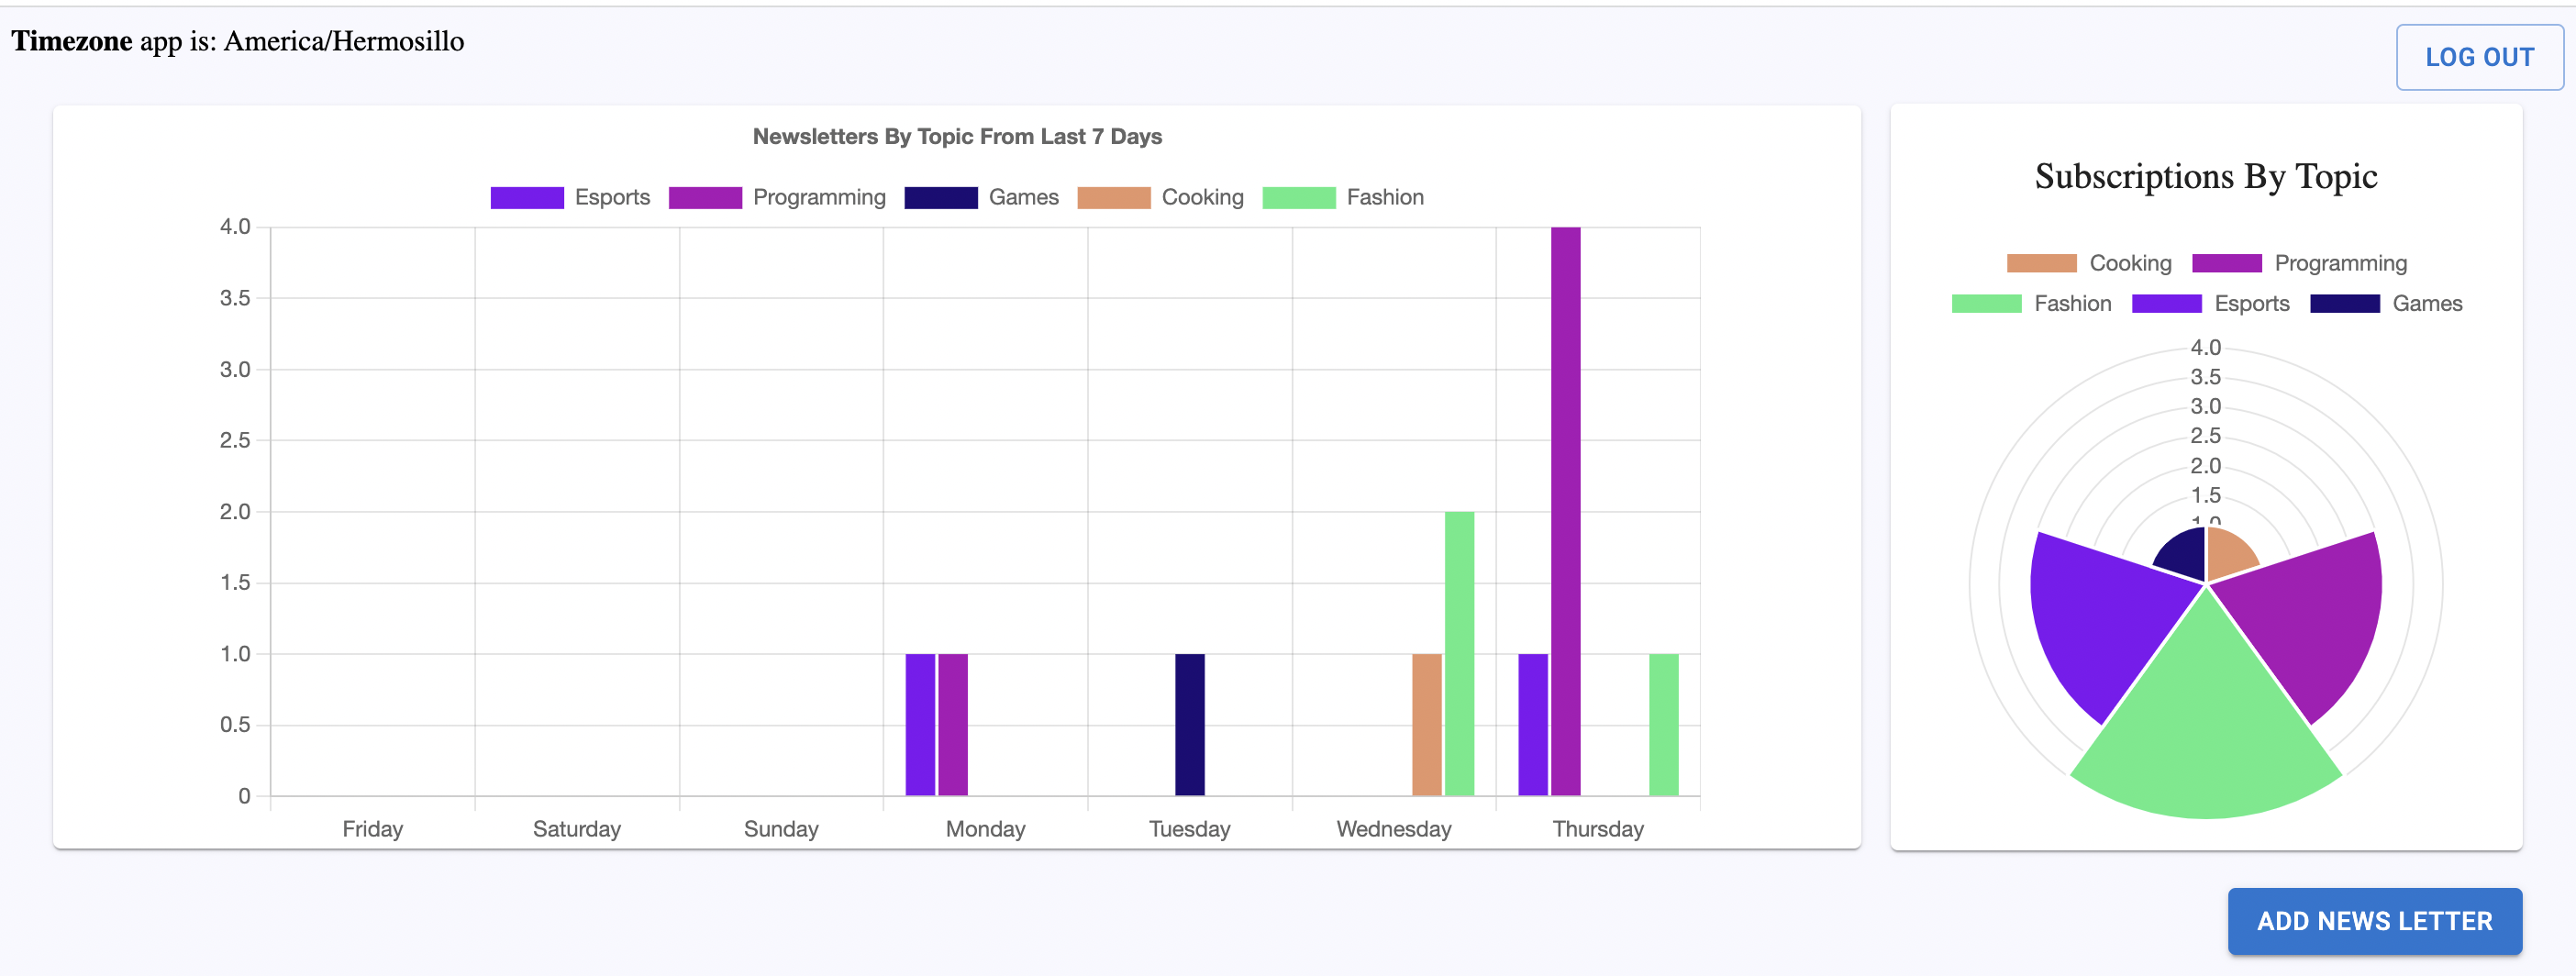 Timezone app is: America/Hermosillo
LOG OUT
Newsletters By Topic From Last 7 Days
Esports Programming Games Cooking Fashion
4.0
3.5
3.0
2.5
2.0
1.5
1.0
0.5
0
Friday Saturday Sunday Monday Tuesday Wednesday Thursday
Subscriptions By Topic
Cooking Programming
Fashion Esports Games
4.0
3.5
3.0
2.5
2.0
1.5
1.0
ADD NEWS LETTER